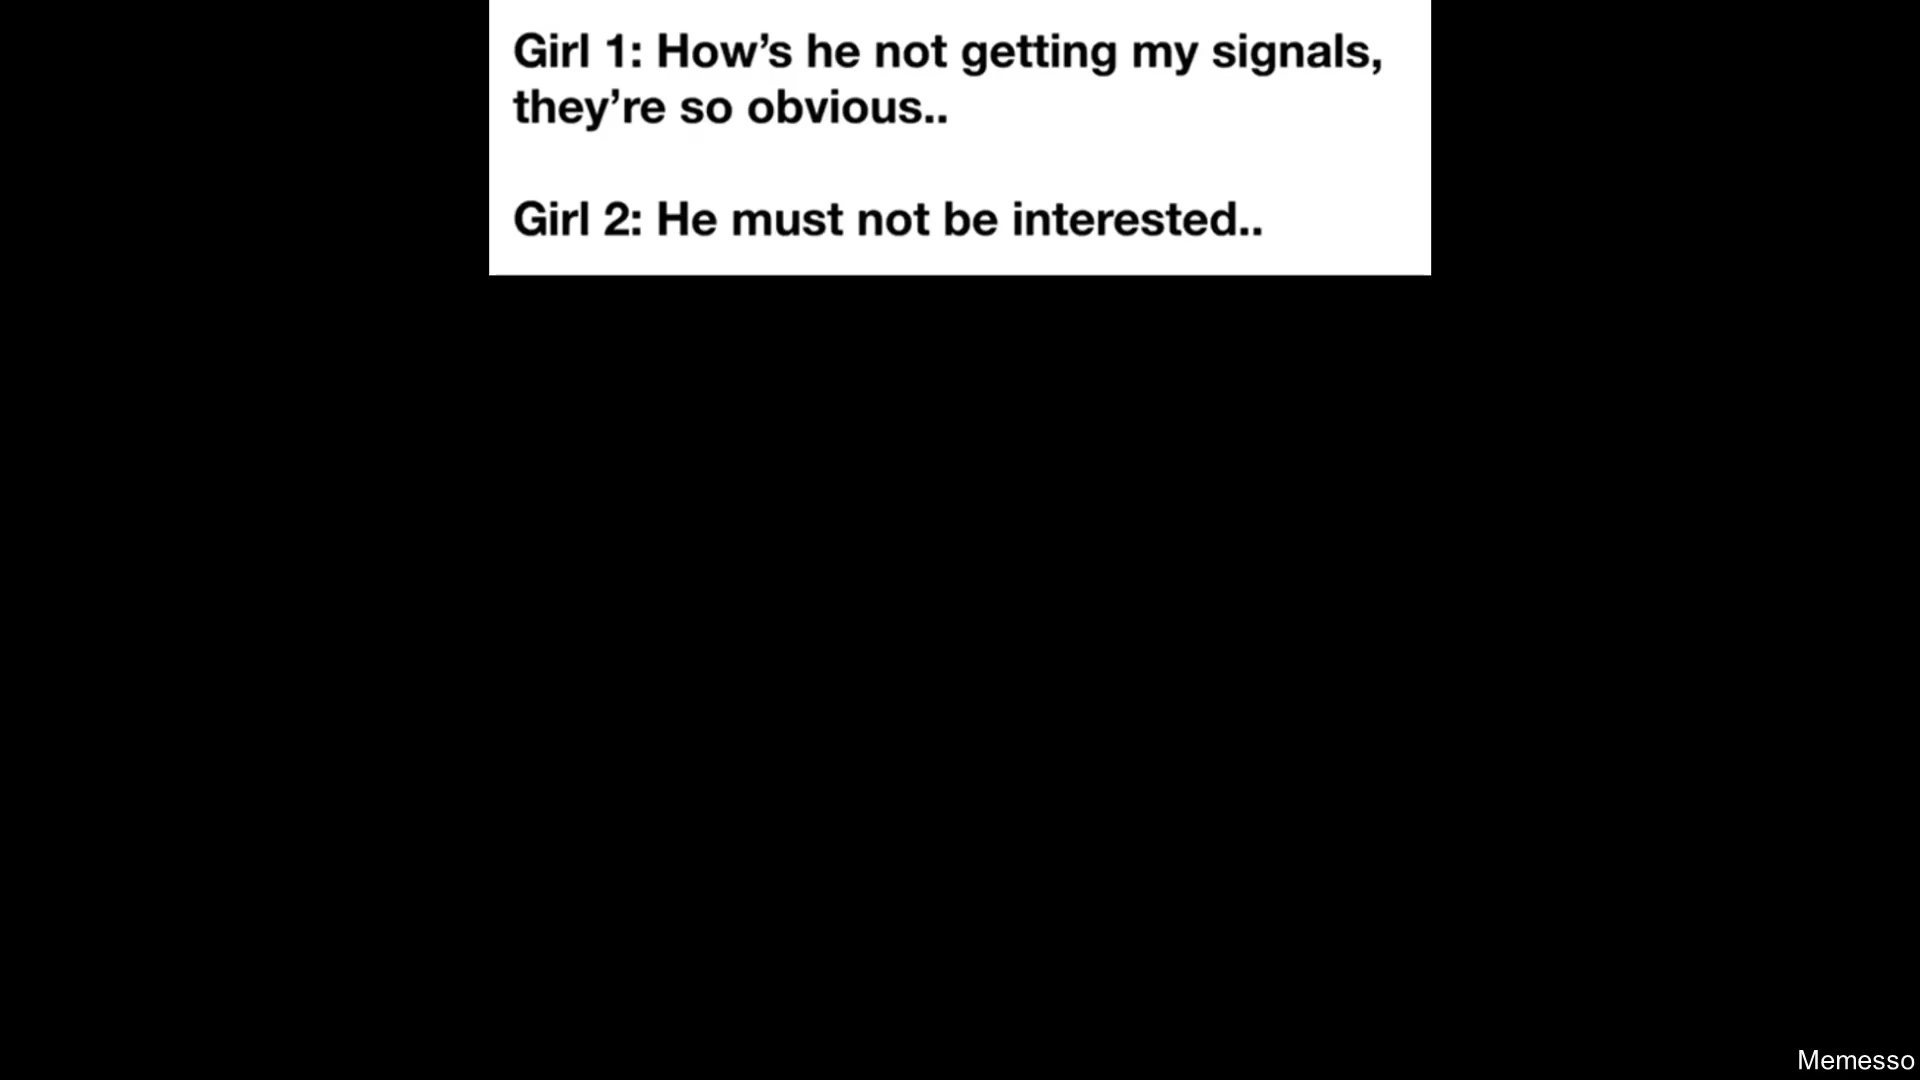 Girl 1: How’s he not getting my signals,
they’re so obvious..
Girl 2: He must not be interested..
Memesso